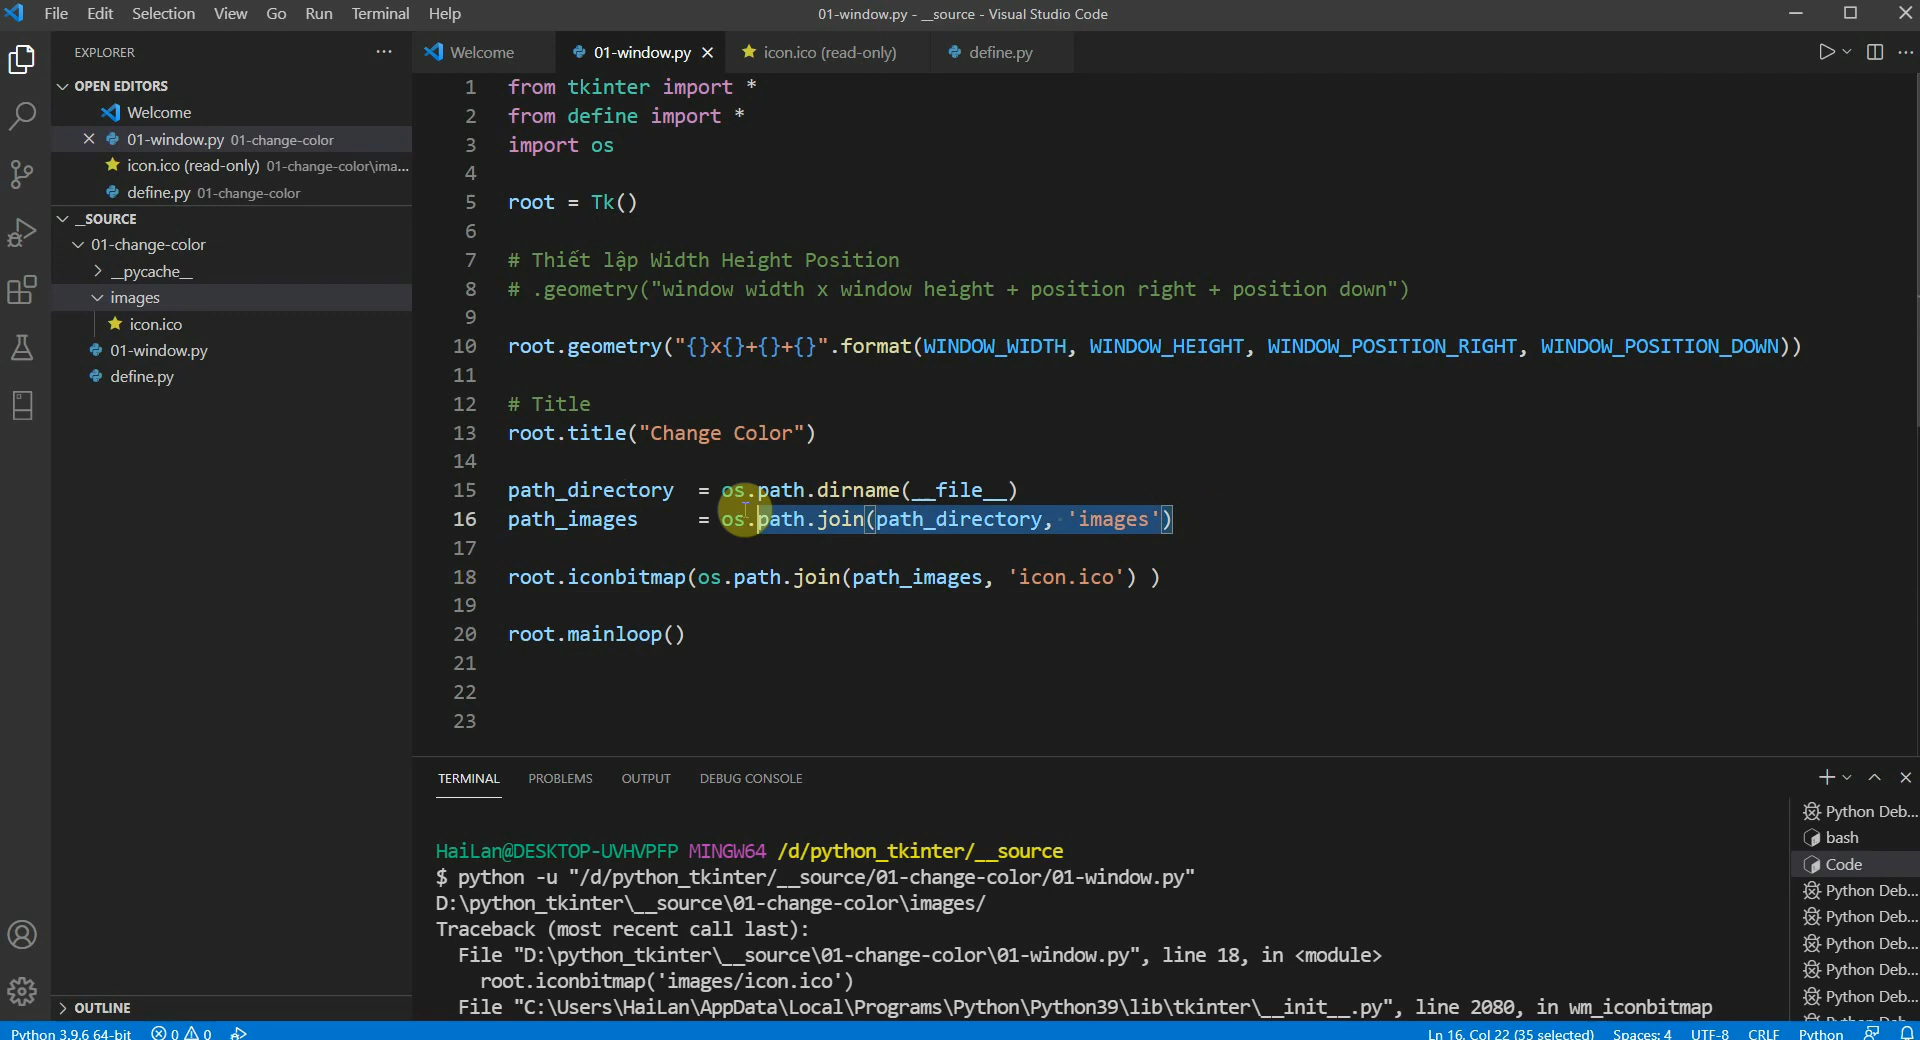 File Edit Selection View Go Run Terminal Help
01-window.py - __source - Visual Studio Code
EXPLORER
OPEN EDITORS
Welcome
01-window.py 01-change-color
icon.ico (read-only) 01-change-color\ima...
define.py 01-change-color
_SOURCE
01-change-color
__pycache__
images
icon.ico
01-window.py
define.py
OUTLINE
Welcome
01-window.py
icon.ico (read-only)
define.py
1 from tkinter import *
2 from define import *
3 import os
4
5 root = Tk()
6
7 # Thiết lập Width Height Position
8 # .geometry("window width x window height + position right + position down")
9
10 root.geometry("{}x{}+{}+{}".format(WINDOW_WIDTH, WINDOW_HEIGHT, WINDOW_POSITION_RIGHT, WINDOW_POSITION_DOWN))
11
12 # Title
13 root.title("Change Color")
14
15 path_directory = os.path.dirname(__file__)
16 path_images = os.path.join(path_directory, 'images')
17
18 root.iconbitmap(os.path.join(path_images, 'icon.ico') )
19
20 root.mainloop()
21
22
23
TERMINAL PROBLEMS OUTPUT DEBUG CONSOLE
HaiLan@DESKTOP-UVHVPFP MINGW64 /d/python_tkinter/__source
$ python -u "/d/python_tkinter/__source/01-change-color/01-window.py"
D:\python_tkinter\__source\01-change-color\images/
Traceback (most recent call last):
File "D:\python_tkinter\__source\01-change-color\01-window.py", line 18, in <module>
root.iconbitmap('images/icon.ico')
File "C:\Users\HaiLan\AppData\Local\Programs\Python\Python39\lib\tkinter\__init__.py", line 2080, in wm_iconbitmap
Python Deb...
bash
Code
Python Deb...
Python Deb...
Python Deb...
Python Deb...
Python Deb...
Python 3.9.6 64-bit 0 0
Ln 16, Col 22 (35 selected) Spaces: 4 UTF-8 CRLF Python